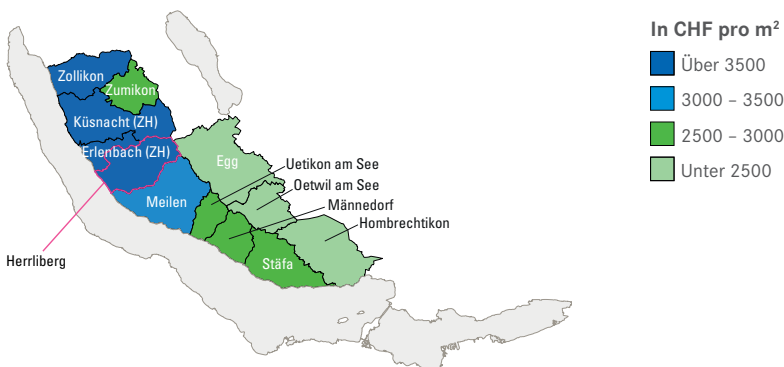 In CHF pro m²
Über 3500
3000 – 3500
2500 – 3000
Unter 2500
Zollikon
Zumikon
Küsnacht (ZH)
Erlenbach (ZH)
Egg
Uetikon am See
Oetwil am See
Männedorf
Hombrechtikon
Meilen
Herrliberg
Stäfa